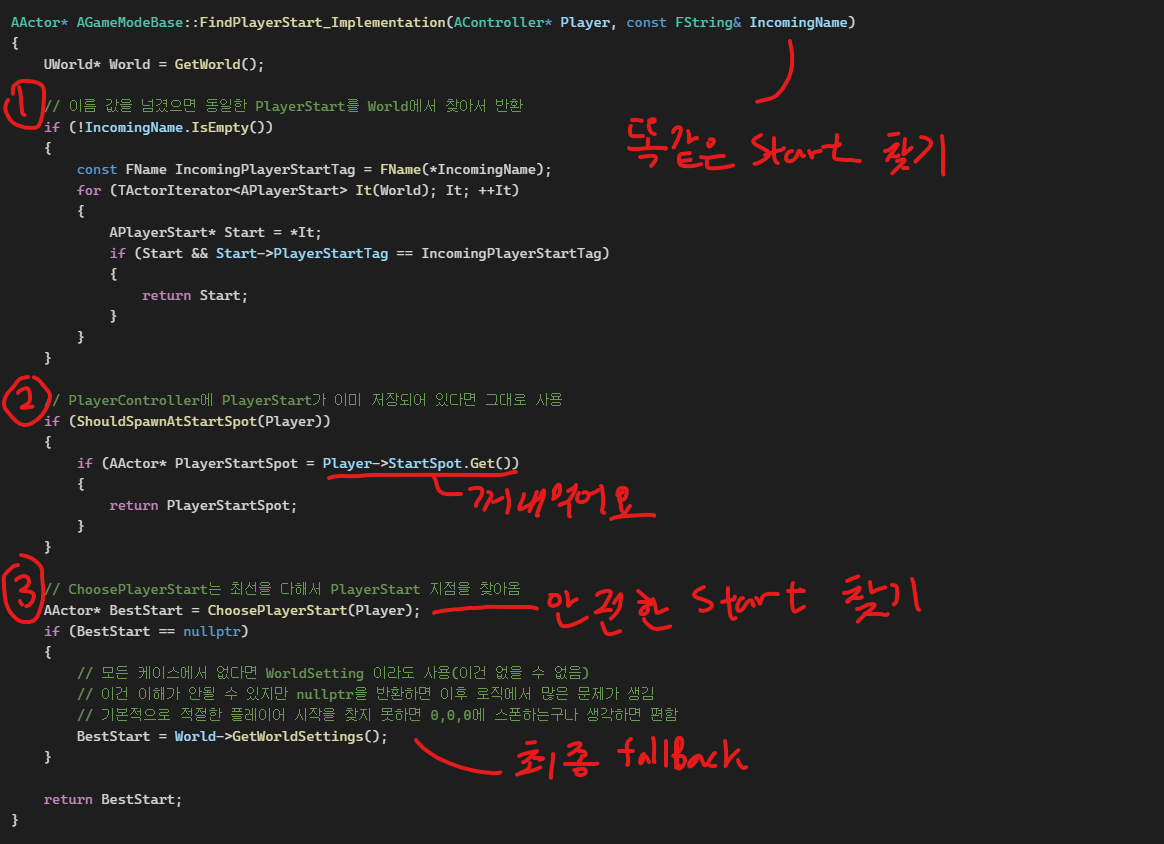 AActor* AGameModeBase::FindPlayerStart_Implementation(AController* Player, const FString& IncomingName)
{
UWorld* World = GetWorld();
① // 이름 값을 넘겼으면 동일한 PlayerStart를 World에서 찾아서 반환
if (!IncomingName.IsEmpty())
똑같은 Start 찾기
{
const FName IncomingPlayerStartTag = FName(*IncomingName);
for (TActorIterator<APlayerStart> It(World); It; ++It)
{
APlayerStart* Start = *It;
if (Start && Start->PlayerStartTag == IncomingPlayerStartTag)
{
return Start;
}
}
}
② // PlayerController에 PlayerStart가 이미 저장되어 있다면 그대로 사용
if (ShouldSpawnAtStartSpot(Player))
{
if (AActor* PlayerStartSpot = Player->StartSpot.Get())
{
꺼내워어요
return PlayerStartSpot;
}
}
③ // ChoosePlayerStart는 최선을 다해서 PlayerStart 지점을 찾아옴
AActor* BestStart = ChoosePlayerStart(Player);
안전한 Start 찾기
if (BestStart == nullptr)
{
// 모든 케이스에서 없다면 WorldSetting 이라도 사용(이건 없을 수 없음)
// 이건 이해가 안될 수 있지만 nullptr을 반환하면 이후 로직에서 많은 문제가 생김
// 기본적으로 적절한 플레이어 시작을 찾지 못하면 0,0,0에 스폰하는구나 생각하면 편함
BestStart = World->GetWorldSettings();
최종 fallback
}
return BestStart;
}